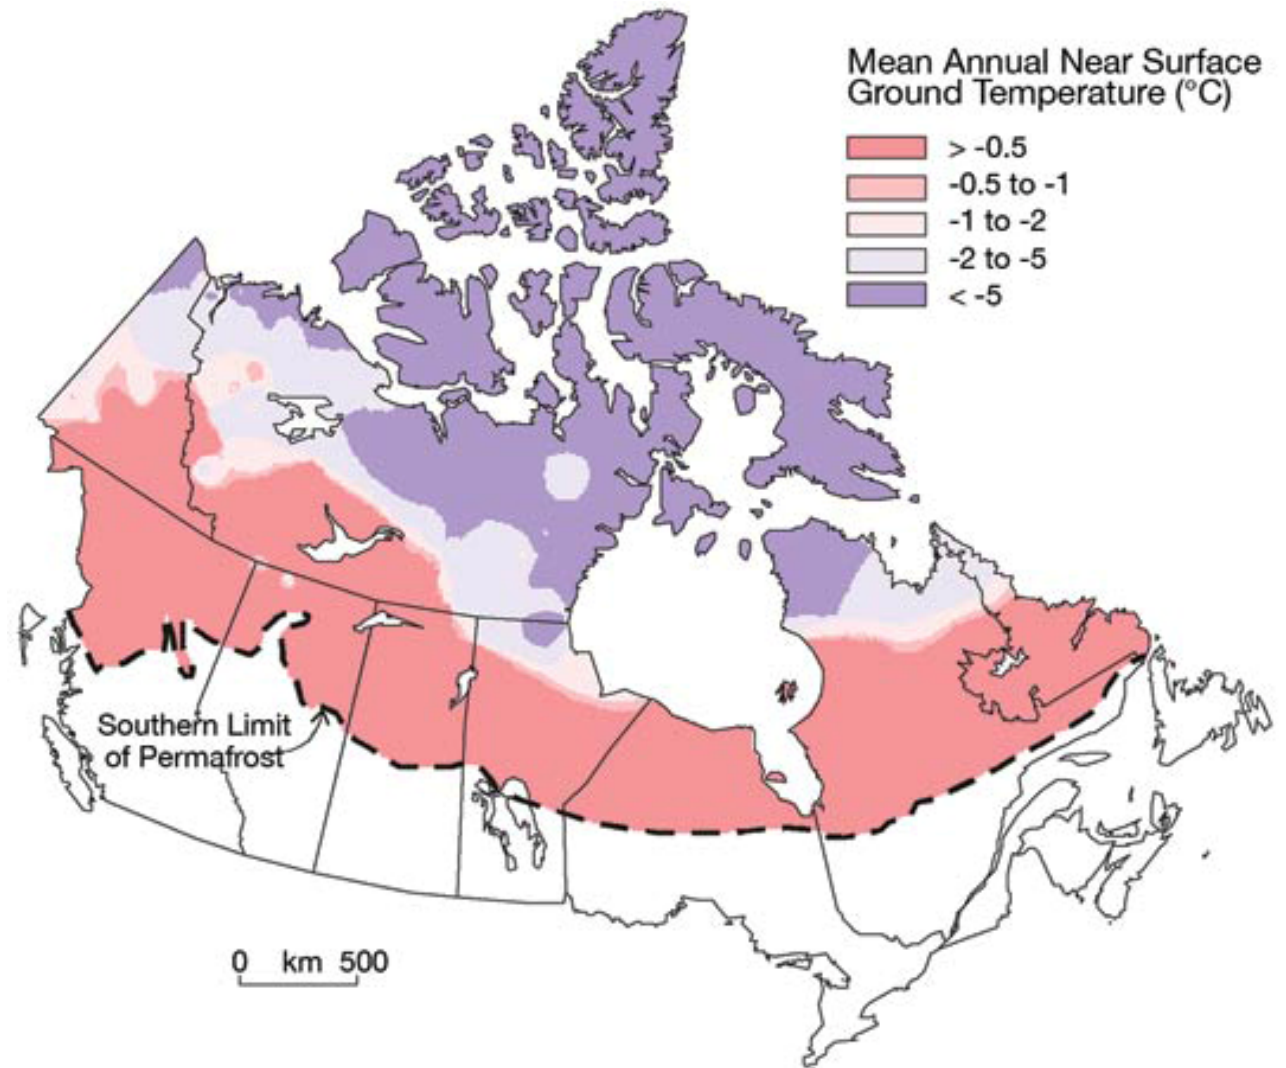 Mean Annual Near Surface
Ground Temperature (°C)
> -0.5
-0.5 to -1
-1 to -2
-2 to -5
< -5
Southern Limit
of Permafrost
0 km 500